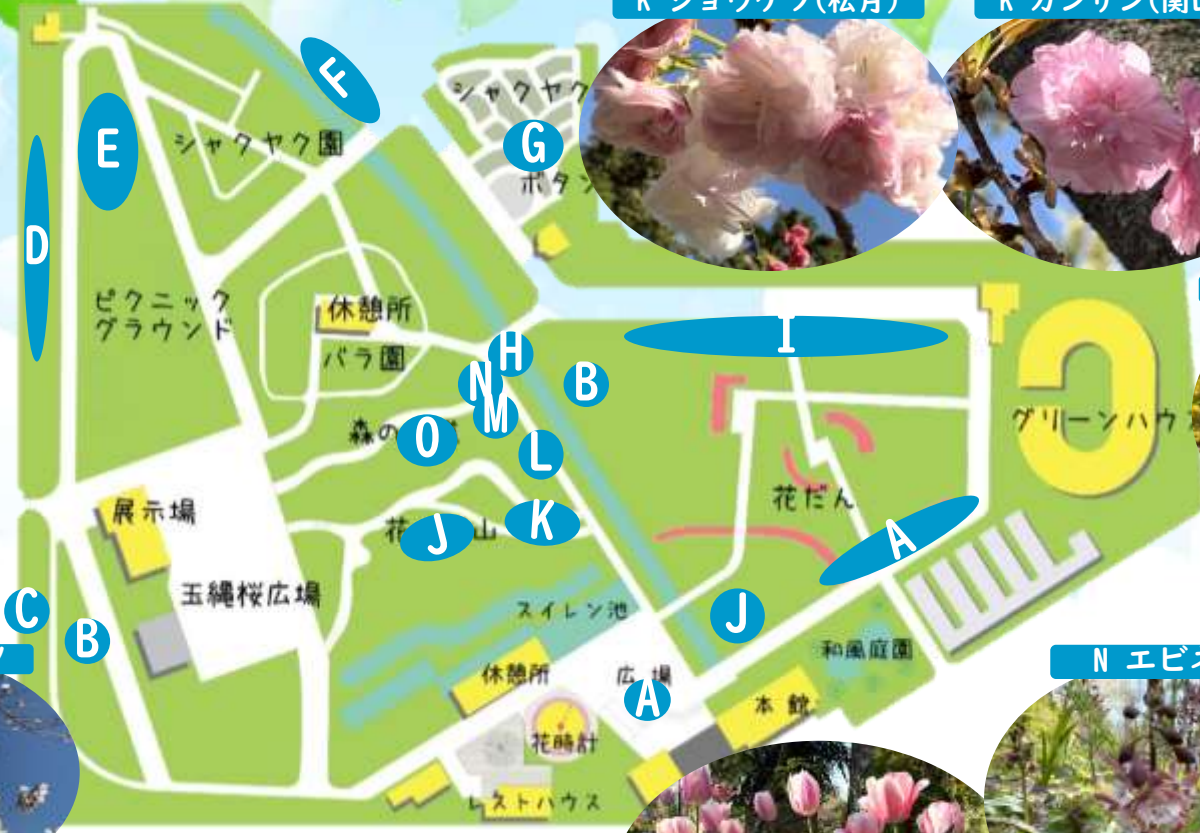 K ショウゲツ(松月)
K カンザン(関山
F
シャクヤク
E
シャクヤク園
G
ボタン
D
ピクニック
グラウンド
休憩所
バラ園
I
H
N
B
M
グリーンハウス
森の
O
L
花だん
展示場
花
J
山
K
A
玉縄桜広場
スイレン池
C
B
J
和風庭園
休憩所
広場
A
本館
N エビネ
花時計
レストハウス